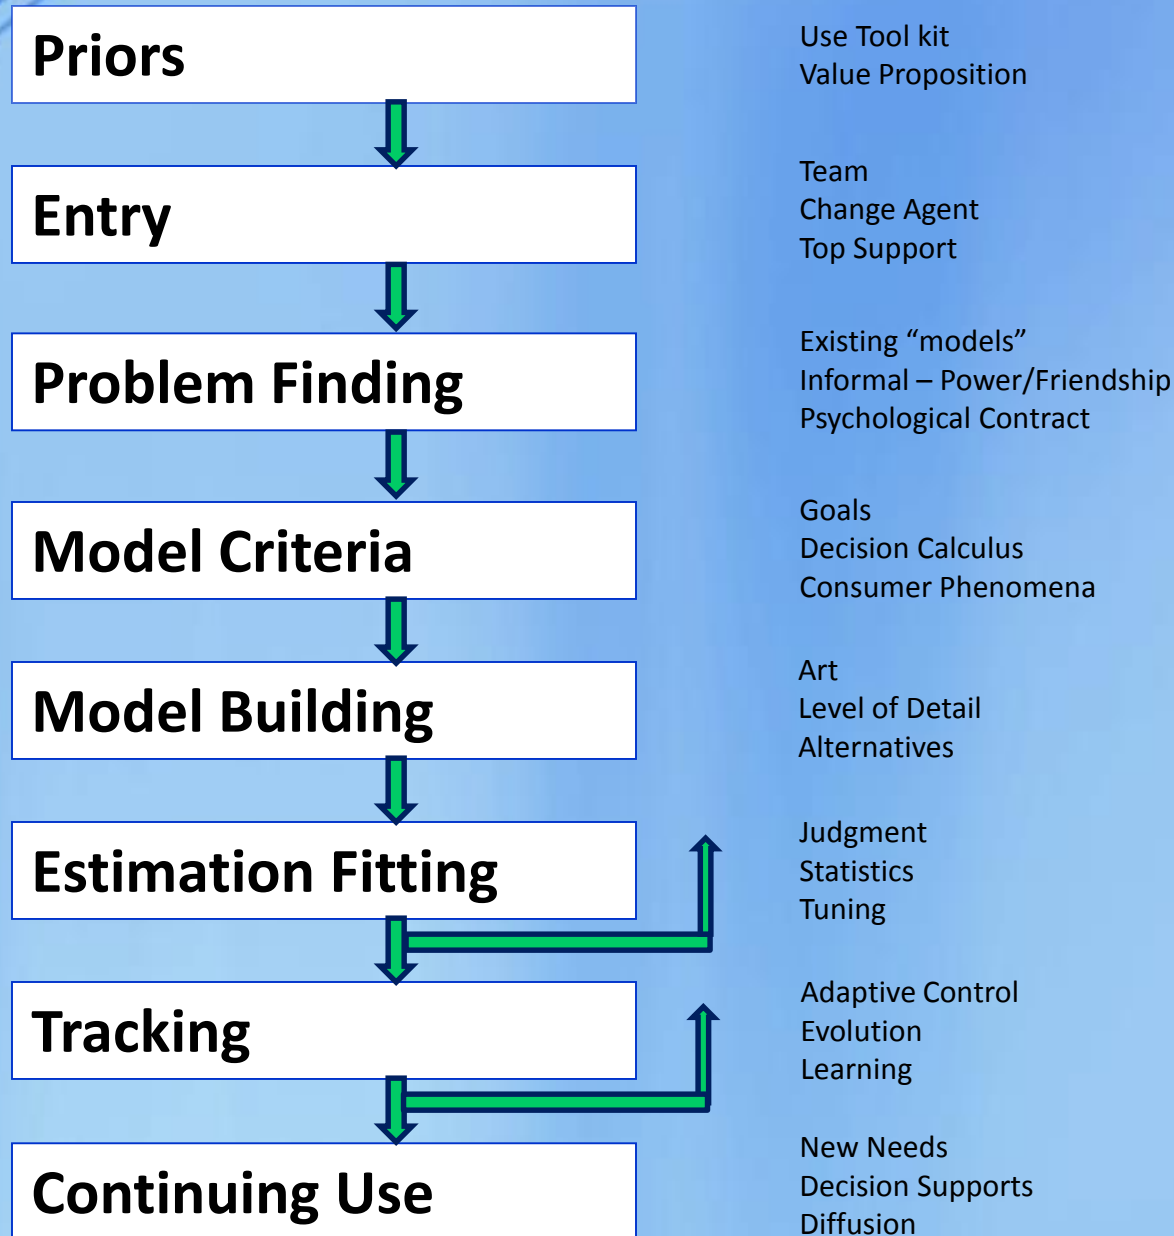 Priors
Use Tool kit
Value Proposition
Entry
Team
Change Agent
Top Support
Problem Finding
Existing “models”
Informal – Power/Friendship
Psychological Contract
Model Criteria
Goals
Decision Calculus
Consumer Phenomena
Model Building
Art
Level of Detail
Alternatives
Estimation Fitting
Judgment
Statistics
Tuning
Tracking
Adaptive Control
Evolution
Learning
Continuing Use
New Needs
Decision Supports
Diffusion